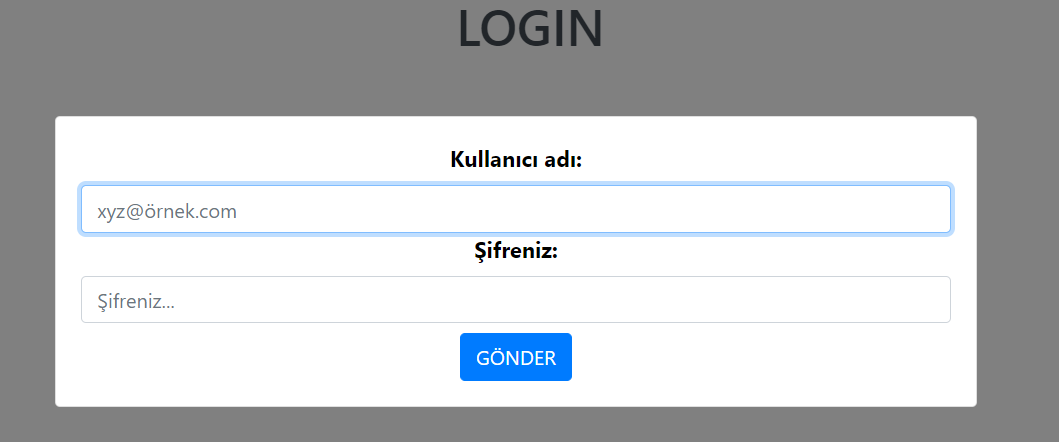 LOGIN
Kullanıcı adı:
xyz@örnek.com
Şifreniz:
Şifreniz...
GÖNDER